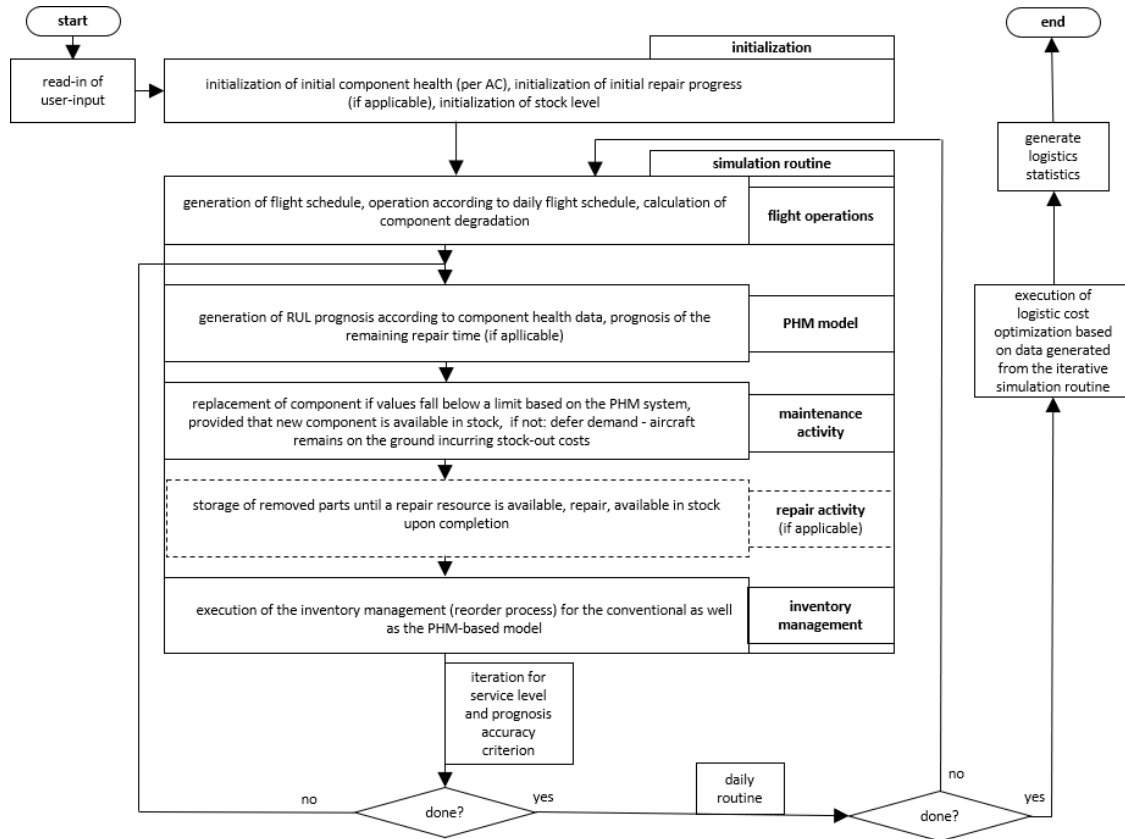 start
end
read-in of
user-input
initialization
initialization of initial component health (per AC), initialization of initial repair progress
(if applicable), initialization of stock level
generate
logistics
statistics
simulation routine
generation of flight schedule, operation according to daily flight schedule, calculation of
component degradation
flight operations
generation of RUL prognosis according to component health data, prognosis of the
remaining repair time (if apllicable)
PHM model
execution of
logistic cost
optimization based
on data generated
from the iterative
simulation routine
replacement of component if values fall below a limit based on the PHM system,
provided that new component is available in stock, if not: defer demand - aircraft
remains on the ground incurring stock-out costs
maintenance
activity
storage of removed parts until a repair resource is available, repair, available in stock
upon completion
repair activity
(if applicable)
execution of the inventory management (reorder process) for the conventional as well
as the PHM-based model
inventory
management
iteration for
service level
and prognosis
accuracy
criterion
no
done?
yes
daily
routine
no
done?
yes